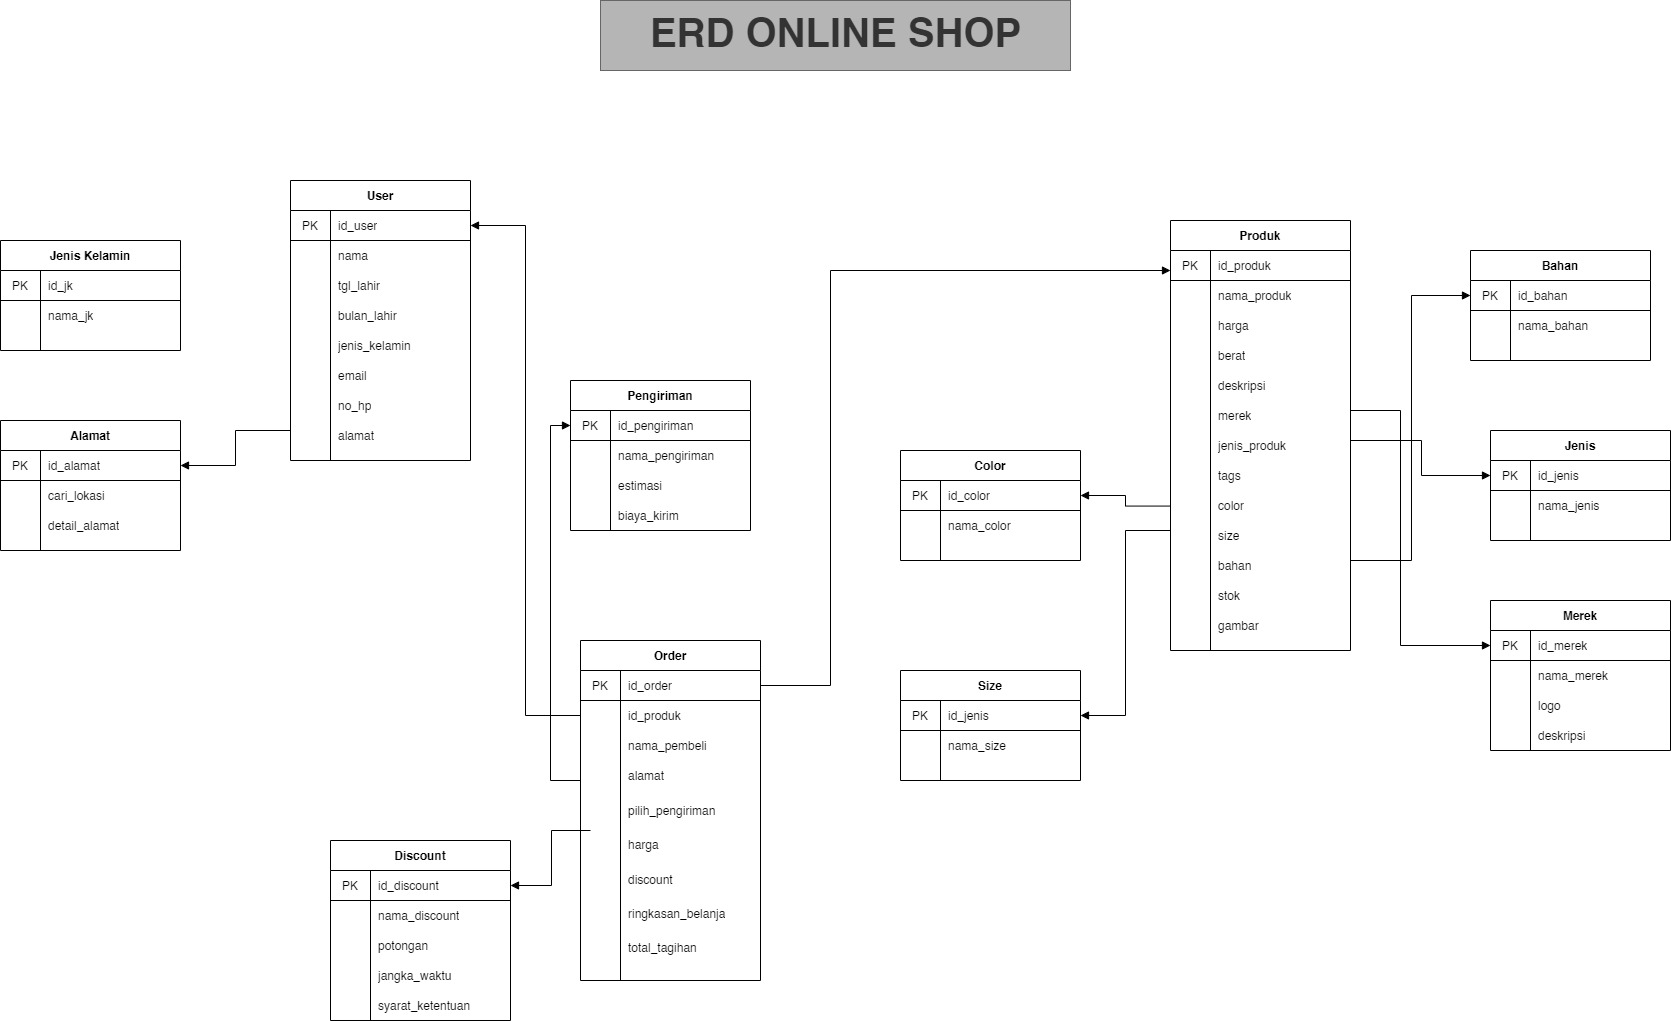 ERD ONLINE SHOP
Jenis Kelamin
PK id_jk
nama_jk
Alamat
PK id_alamat
cari_lokasi
detail_alamat
User
PK id_user
nama
tgl_lahir
bulan_lahir
jenis_kelamin
email
no_hp
alamat
Pengiriman
PK id_pengiriman
nama_pengiriman
estimasi
biaya_kirim
Order
PK id_order
id_produk
nama_pembeli
alamat
pilih_pengiriman
harga
discount
ringkasan_belanja
total_tagihan
Discount
PK id_discount
nama_discount
potongan
jangka_waktu
syarat_ketentuan
Color
PK id_color
nama_color
Size
PK id_jenis
nama_size
Produk
PK id_produk
nama_produk
harga
berat
deskripsi
merek
jenis_produk
tags
color
size
bahan
stok
gambar
Bahan
PK id_bahan
nama_bahan
Jenis
PK id_jenis
nama_jenis
Merek
PK id_merek
nama_merek
logo
deskripsi